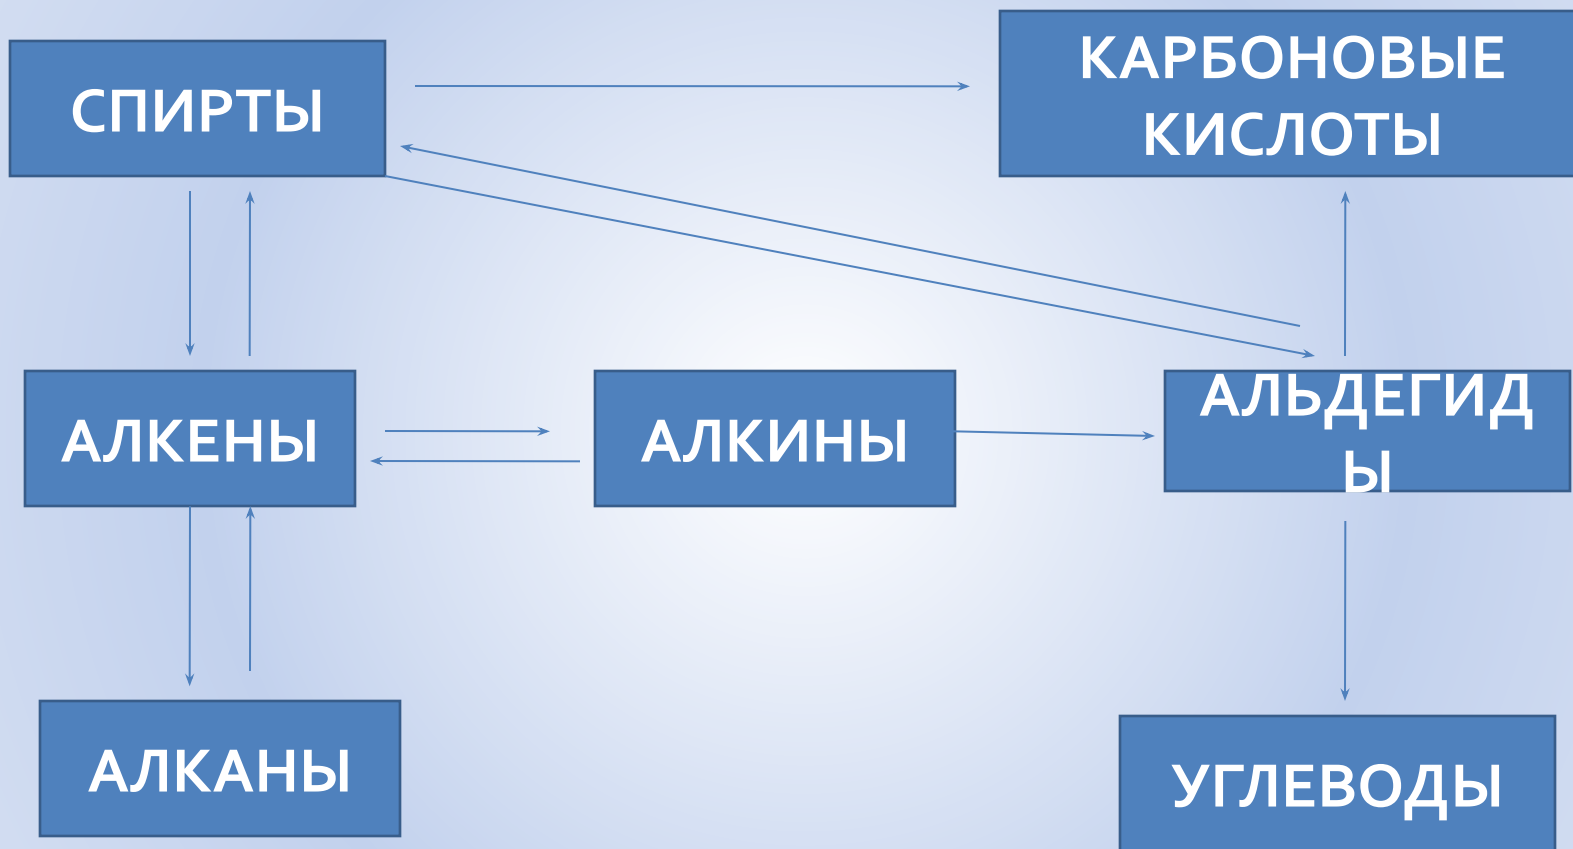 СПИРТЫ
КАРБОНОВЫЕ
КИСЛОТЫ
АЛКЕНЫ
АЛКИНЫ
АЛЬДЕГИД
Ы
АЛКАНЫ
УГЛЕВОДЫ